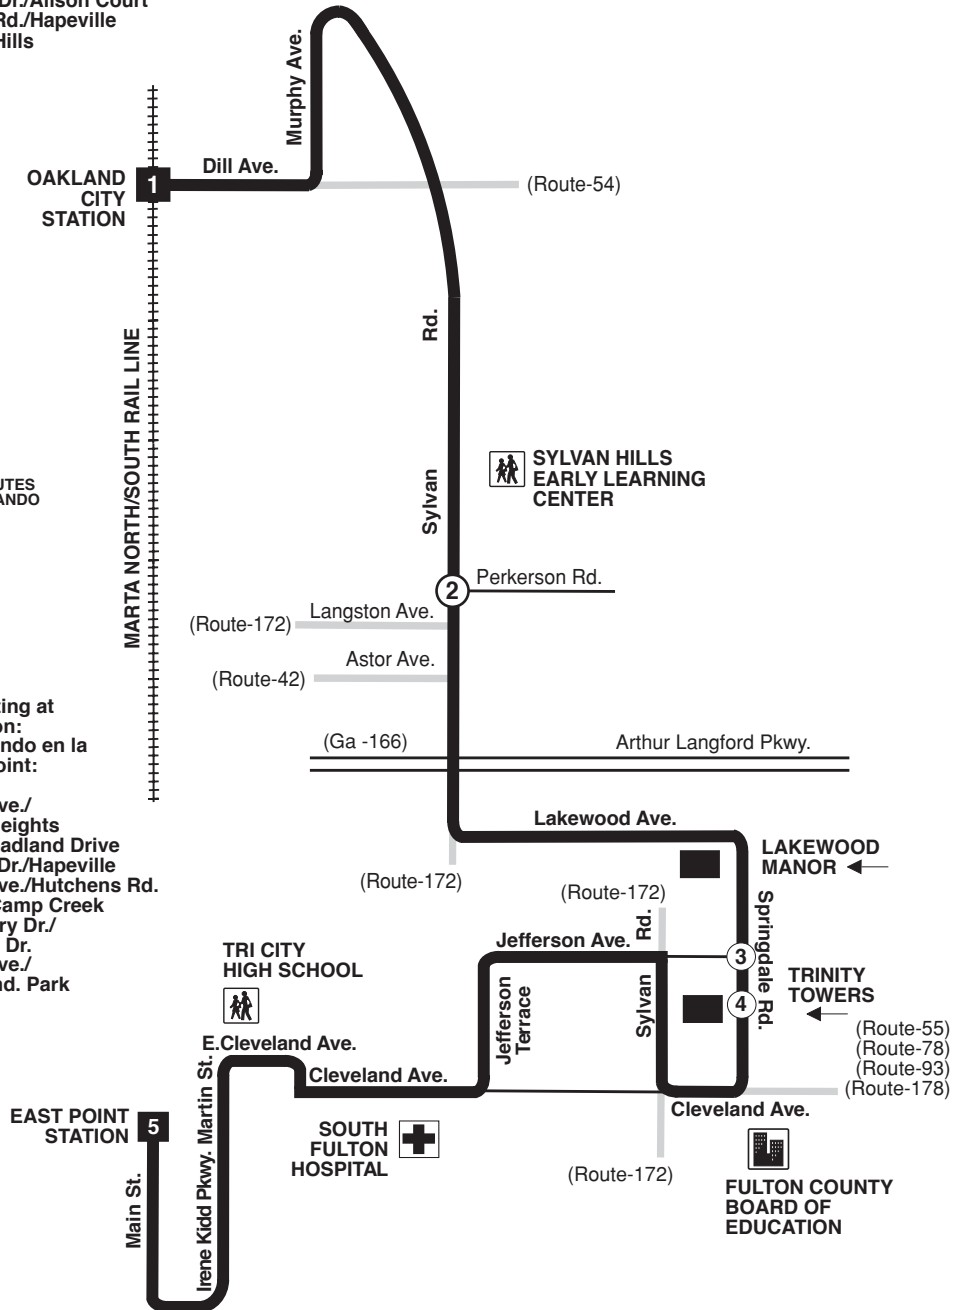 Dr./Alison Court
Rd./Hapeville
Hills
Murphy Ave.
Dill Ave.
OAKLAND
CITY
STATION
1
(Route-54)
Rd.
MARTA NORTH/SOUTH RAIL LINE
Sylvan
SYLVAN HILLS
EARLY LEARNING
CENTER
UTES
ANDO
2
Perkerson Rd.
Langston Ave.
(Route-172)
Astor Ave.
(Route-42)
ting at
on:
ndo en la
oint:
(Ga -166)
Arthur Langford Pkwy.
ve./
eights
adland Drive
Dr./Hapeville
ve./Hutchens Rd.
Camp Creek
ry Dr./
Dr.
ve./
nd. Park
Lakewood Ave.
LAKEWOOD
MANOR
(Route-172)
(Route-172)
Rd.
Springdale Rd.
Jefferson Ave.
3
TRI CITY
HIGH SCHOOL
Jefferson
Terrace
Sylvan
4
TRINITY
TOWERS
(Route-55)
(Route-78)
(Route-93)
(Route-178)
E.Cleveland Ave.
Cleveland Ave.
Cleveland Ave.
EAST POINT
STATION
5
Main St.
Irene Kidd Pkwy. Martin St.
SOUTH
FULTON
HOSPITAL
(Route-172)
FULTON COUNTY
BOARD OF
EDUCATION